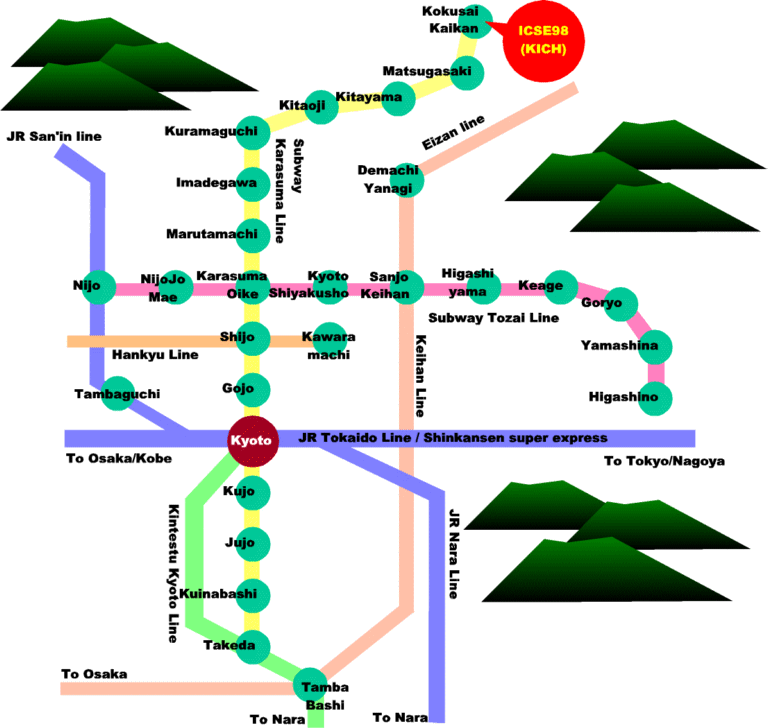 Kokusai
Kaikan
ICSE98
(KICH)
Matsugasaki
Kitayama
Kitaoji
Kuramaguchi
JR San'in line
Eizan line
Subway
Karasuma Line
Demachi
Yanagi
Imadegawa
Marutamachi
Nijo
NijoJo
Mae
Karasuma
Oike
Kyoto
Shiyakusho
Sanjo
Keihan
Higashi
yama
Keage
Goryo
Subway Tozai Line
Yamashina
Higashino
Shijo
Kawara
machi
Hankyu Line
Keihan Line
Gojo
Tambaguchi
Kyoto
JR Tokaido Line / Shinkansen super express
To Osaka/Kobe
To Tokyo/Nagoya
Kujo
Jujo
Kuinabashi
Kintestu Kyoto Line
JR Nara Line
Takeda
To Osaka
Tamba
Bashi
To Nara
To Nara